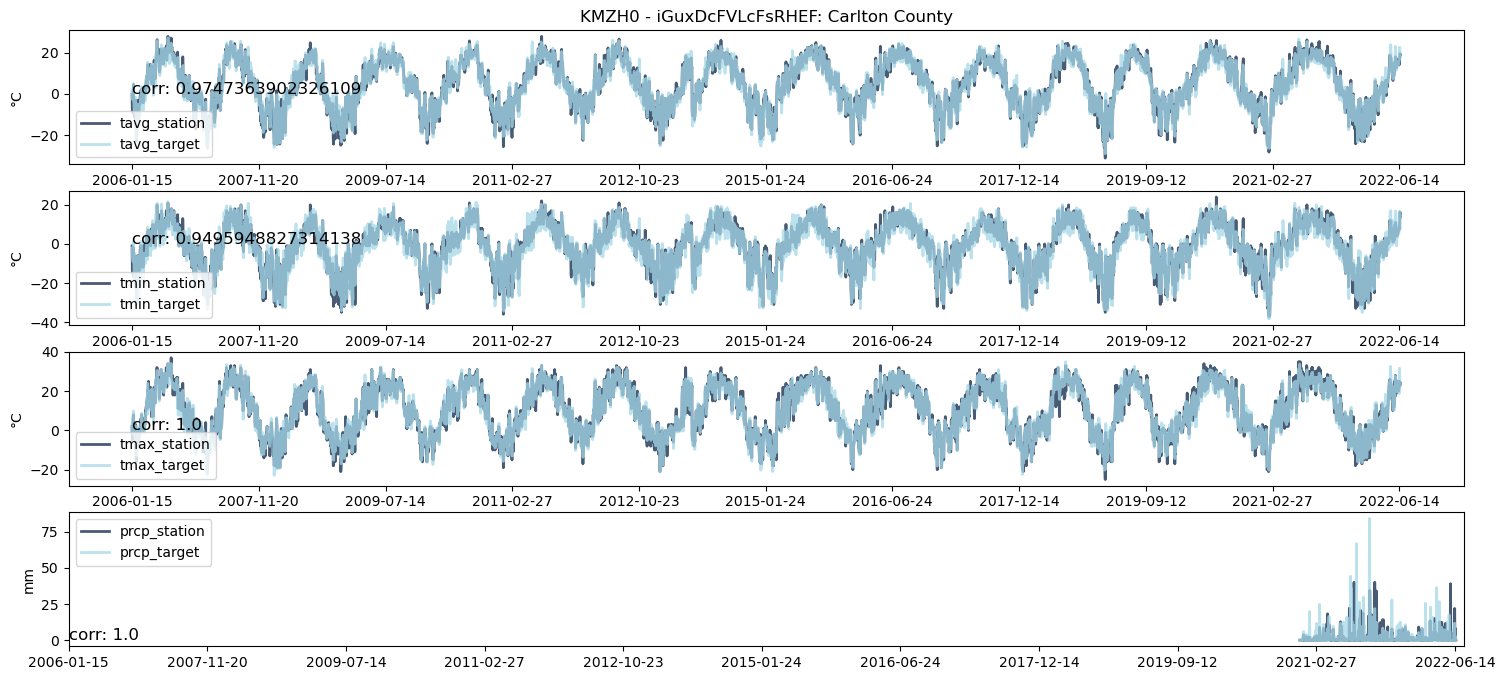 KMZH0 - iGuxDcFVLcFsRHEF: Carlton County
20
0
−20
°C
corr: 0.9747363902326109
tavg_station
tavg_target
2006-01-15 2007-11-20 2009-07-14 2011-02-27 2012-10-23 2015-01-24 2016-06-24 2017-12-14 2019-09-12 2021-02-27 2022-06-14
20
0
−20
−40
°C
corr: 0.9495948827314138
tmin_station
tmin_target
2006-01-15 2007-11-20 2009-07-14 2011-02-27 2012-10-23 2015-01-24 2016-06-24 2017-12-14 2019-09-12 2021-02-27 2022-06-14
40
20
0
−20
°C
corr: 1.0
tmax_station
tmax_target
2006-01-15 2007-11-20 2009-07-14 2011-02-27 2012-10-23 2015-01-24 2016-06-24 2017-12-14 2019-09-12 2021-02-27 2022-06-14
75
50
25
0
mm
prcp_station
prcp_target
corr: 1.0
2006-01-15 2007-11-20 2009-07-14 2011-02-27 2012-10-23 2015-01-24 2016-06-24 2017-12-14 2019-09-12 2021-02-27 2022-06-14